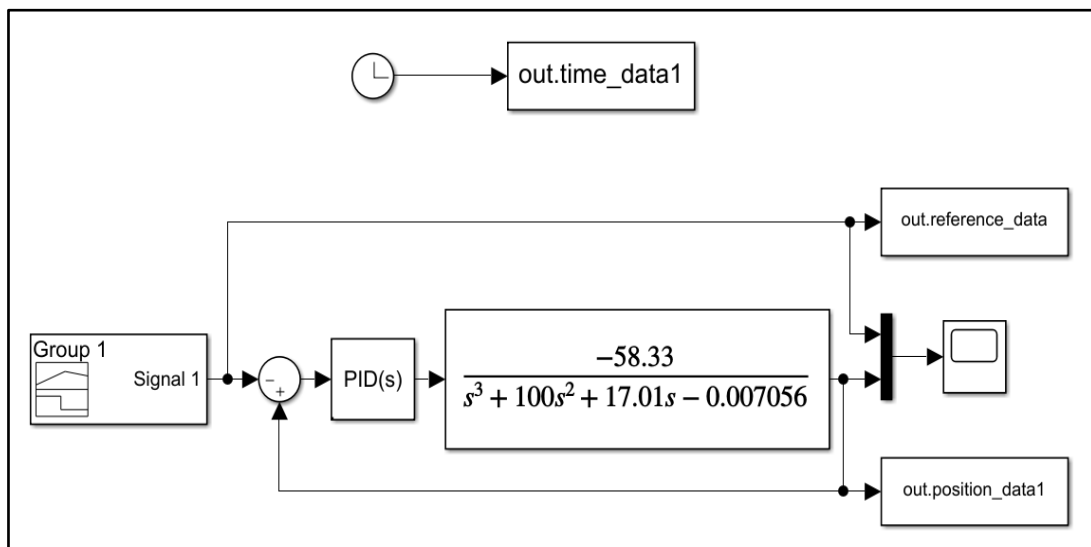 out.time_data1
out.reference_data
Group 1
Signal 1
−
+
PID(s)
−58.33
s³ + 100s² + 17.01s − 0.007056
out.position_data1